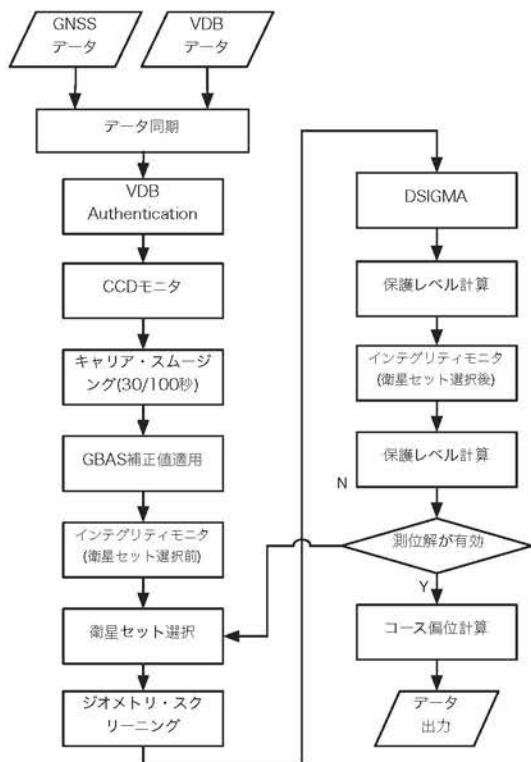 GNSS
データ
VDB
データ
データ同期
VDB
Authentication
CCDモニタ
キャリア・スムージ
ング(30/100秒)
GBAS補正値適用
インテグリティモニタ
(衛星セット選択前)
衛星セット選択
ジオメトリ・スク
リーニング
DSIGMA
保護レベル計算
インテグリティモニタ
(衛星セット選択後)
保護レベル計算
N
測位解が有効
Y
コース偏位計算
データ
出力